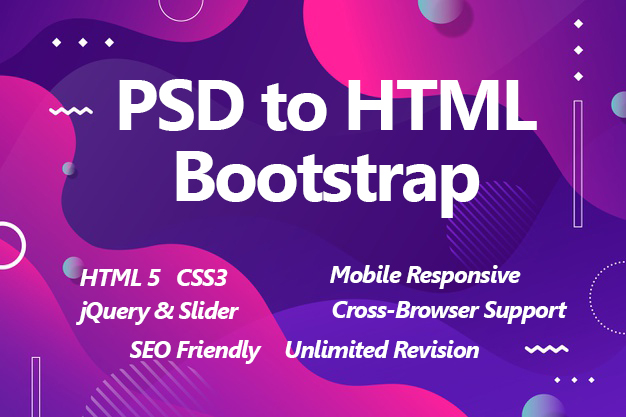 PSD to HTML
Bootstrap
HTML 5 CSS3
Mobile Responsive
jQuery & Slider
Cross-Browser Support
SEO Friendly
Unlimited Revision